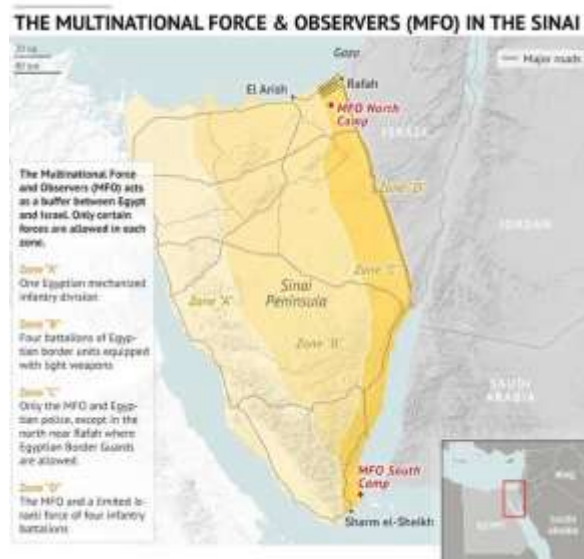 THE MULTINATIONAL FORCE & OBSERVERS (MFO) IN THE SINAI
Gaza
Major roads
El Arish
Rafah
MFO North
Camp
ISRAEL
Zone 'D'
The Multinational Force
and Observers (MFO) acts
as a buffer between Egypt
and Israel. Only certain
forces are allowed in each
zone.
JORDAN
Zone "A"
One Egyptian mechanized
infantry division
Zone 'C'
Sinai
Peninsula
Zone 'A'
Zone "B"
Four battalions of Egyp-
tian border units equipped
with light weapons
Zone 'B'
SAUDI
ARABIA
Zone "C"
Only the MFO and Egyp-
tian police, except in the
north near Rafah where
Egyptian Border Guards
are allowed.
MFO South
Camp
Zone "D"
The MFO and a limited Is-
raeli force of four infantry
battalions
Sharm el-Sheikh
Iraq
EGYPT
Saudi
Arabia